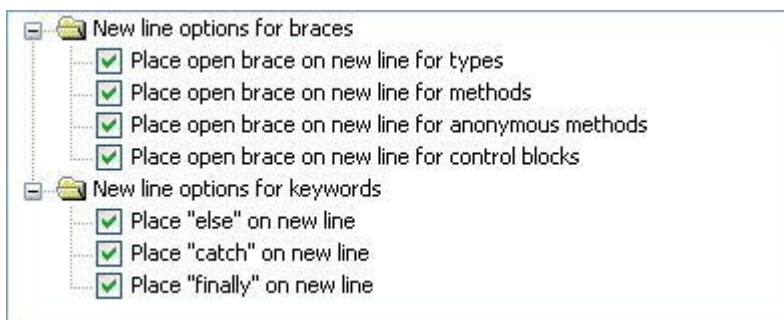 New line options for braces
Place open brace on new line for types
Place open brace on new line for methods
Place open brace on new line for anonymous methods
Place open brace on new line for control blocks
New line options for keywords
Place "else" on new line
Place "catch" on new line
Place "finally" on new line